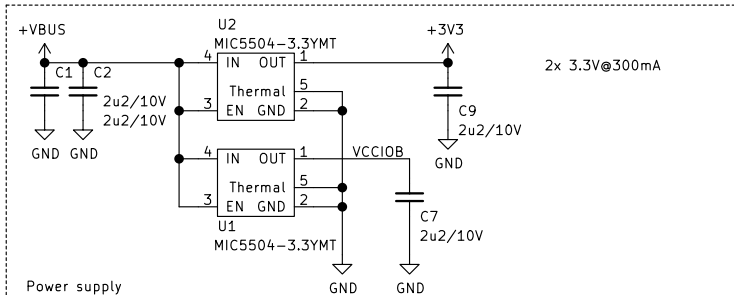 U2
+VBUS
MIC5504-3.3YMT
+3V3
4 IN OUT 1
2x 3.3V@300mA
C1 C2
Thermal 5
2u2/10V
3 EN GND 2
C9
2u2/10V
2u2/10V
GND GND
4 IN OUT 1
VCCIOB
GND
Thermal 5
3 EN GND 2
C7
U1
2u2/10V
MIC5504-3.3YMT
Power supply
GND
GND